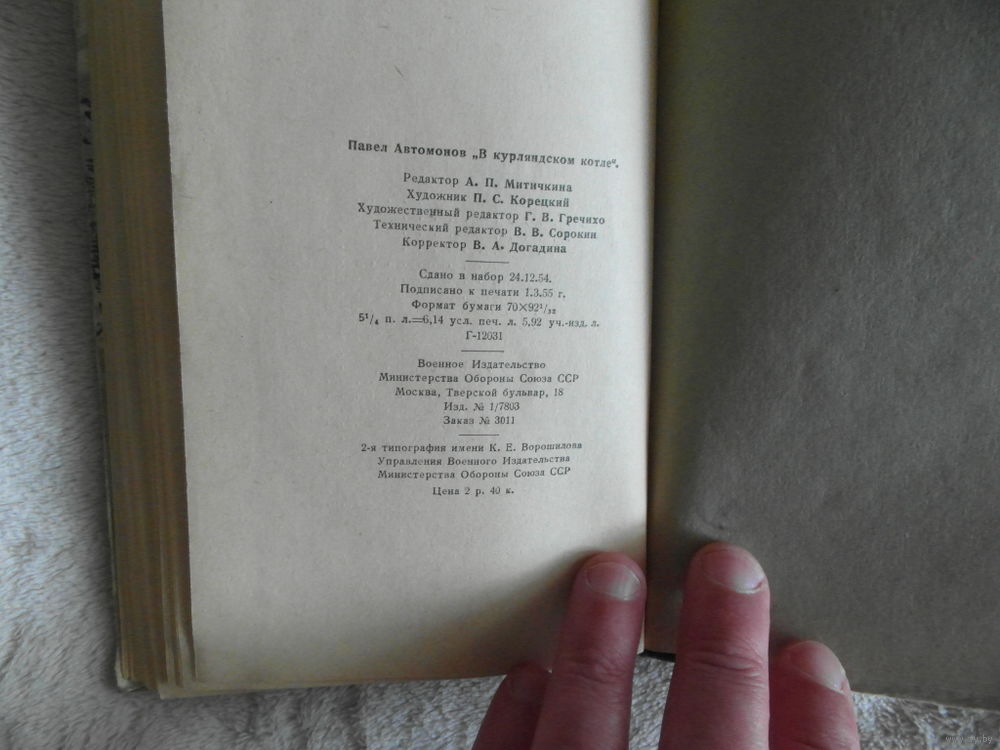 Павел Автомонов „В курляндском котле“.
Редактор А. П. Митичкина
Художник П. С. Корецкий
Художественный редактор Г. В. Гречихо
Технический редактор В. В. Сорокин
Корректор В. А. Догадина
Сдано в набор 24.12.54.
Подписано к печати 1.3.55 г.
Формат бумаги 70×92¹/₃₂
5¹/₄ п. л.=6,14 усл. печ. л. 5,92 уч.-изд. л.
Г-12031
Военное Издательство
Министерства Обороны Союза ССР
Москва, Тверской бульвар, 18
Изд. № 1/7803
Заказ № 3011
2-я типография имени К. Е. Ворошилова
Управления Военного Издательства
Министерства Обороны Союза ССР
Цена 2 р. 40 к.